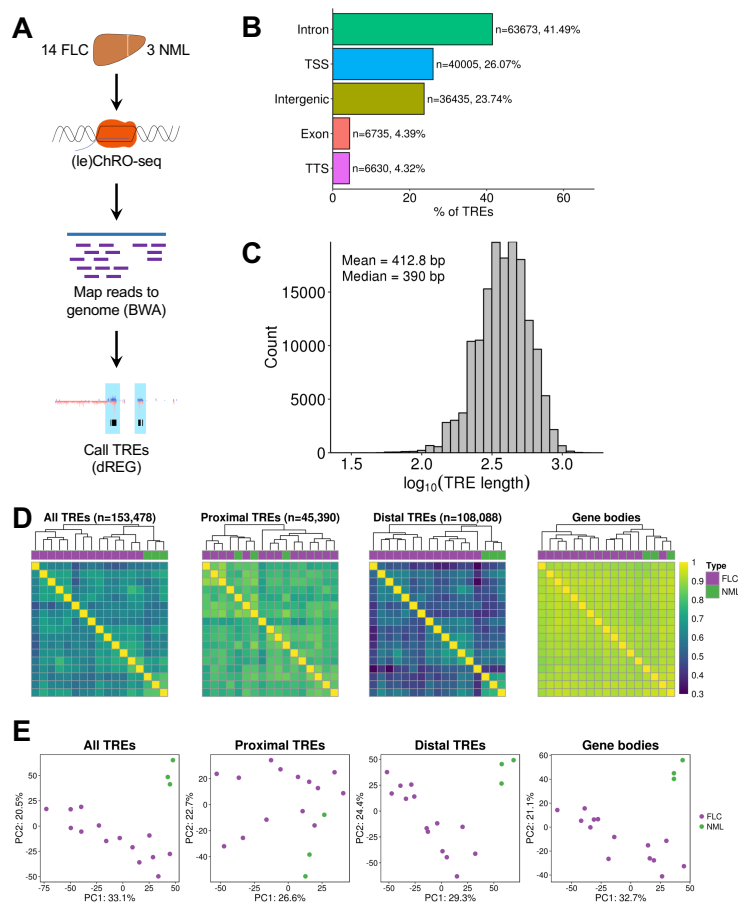 A
14 FLC
3 NML
(le)ChRO-seq
Map reads to
genome (BWA)
Call TREs
(dREG)
B
Intron
TSS
Intergenic
Exon
TTS
n=63673, 41.49%
n=40005, 26.07%
n=36435, 23.74%
n=6735, 4.39%
n=6630, 4.32%
0
20
40
60
% of TREs
C
Mean = 412.8 bp
Median = 390 bp
Count
15000
10000
5000
0
1.5
2.0
2.5
3.0
log10(TRE length)
D
All TREs (n=153,478)
Proximal TREs (n=45,390)
Distal TREs (n=108,088)
Gene bodies
1
0.9
0.8
0.7
0.6
0.5
0.4
0.3
Type
FLC
NML
E
All TREs
PC2: 20.5%
50
25
0
-25
-50
-75
-50
-25
0
25
50
PC1: 33.1%
Proximal TREs
PC2: 22.7%
20
0
-20
-40
-50
-25
0
25
50
PC1: 26.6%
Distal TREs
PC2: 24.4%
50
25
0
-25
-50
-50
0
50
PC1: 29.3%
Gene bodies
PC2: 21.1%
60
40
20
0
-20
-40
-50
0
50
PC1: 32.7%
FLC
NML